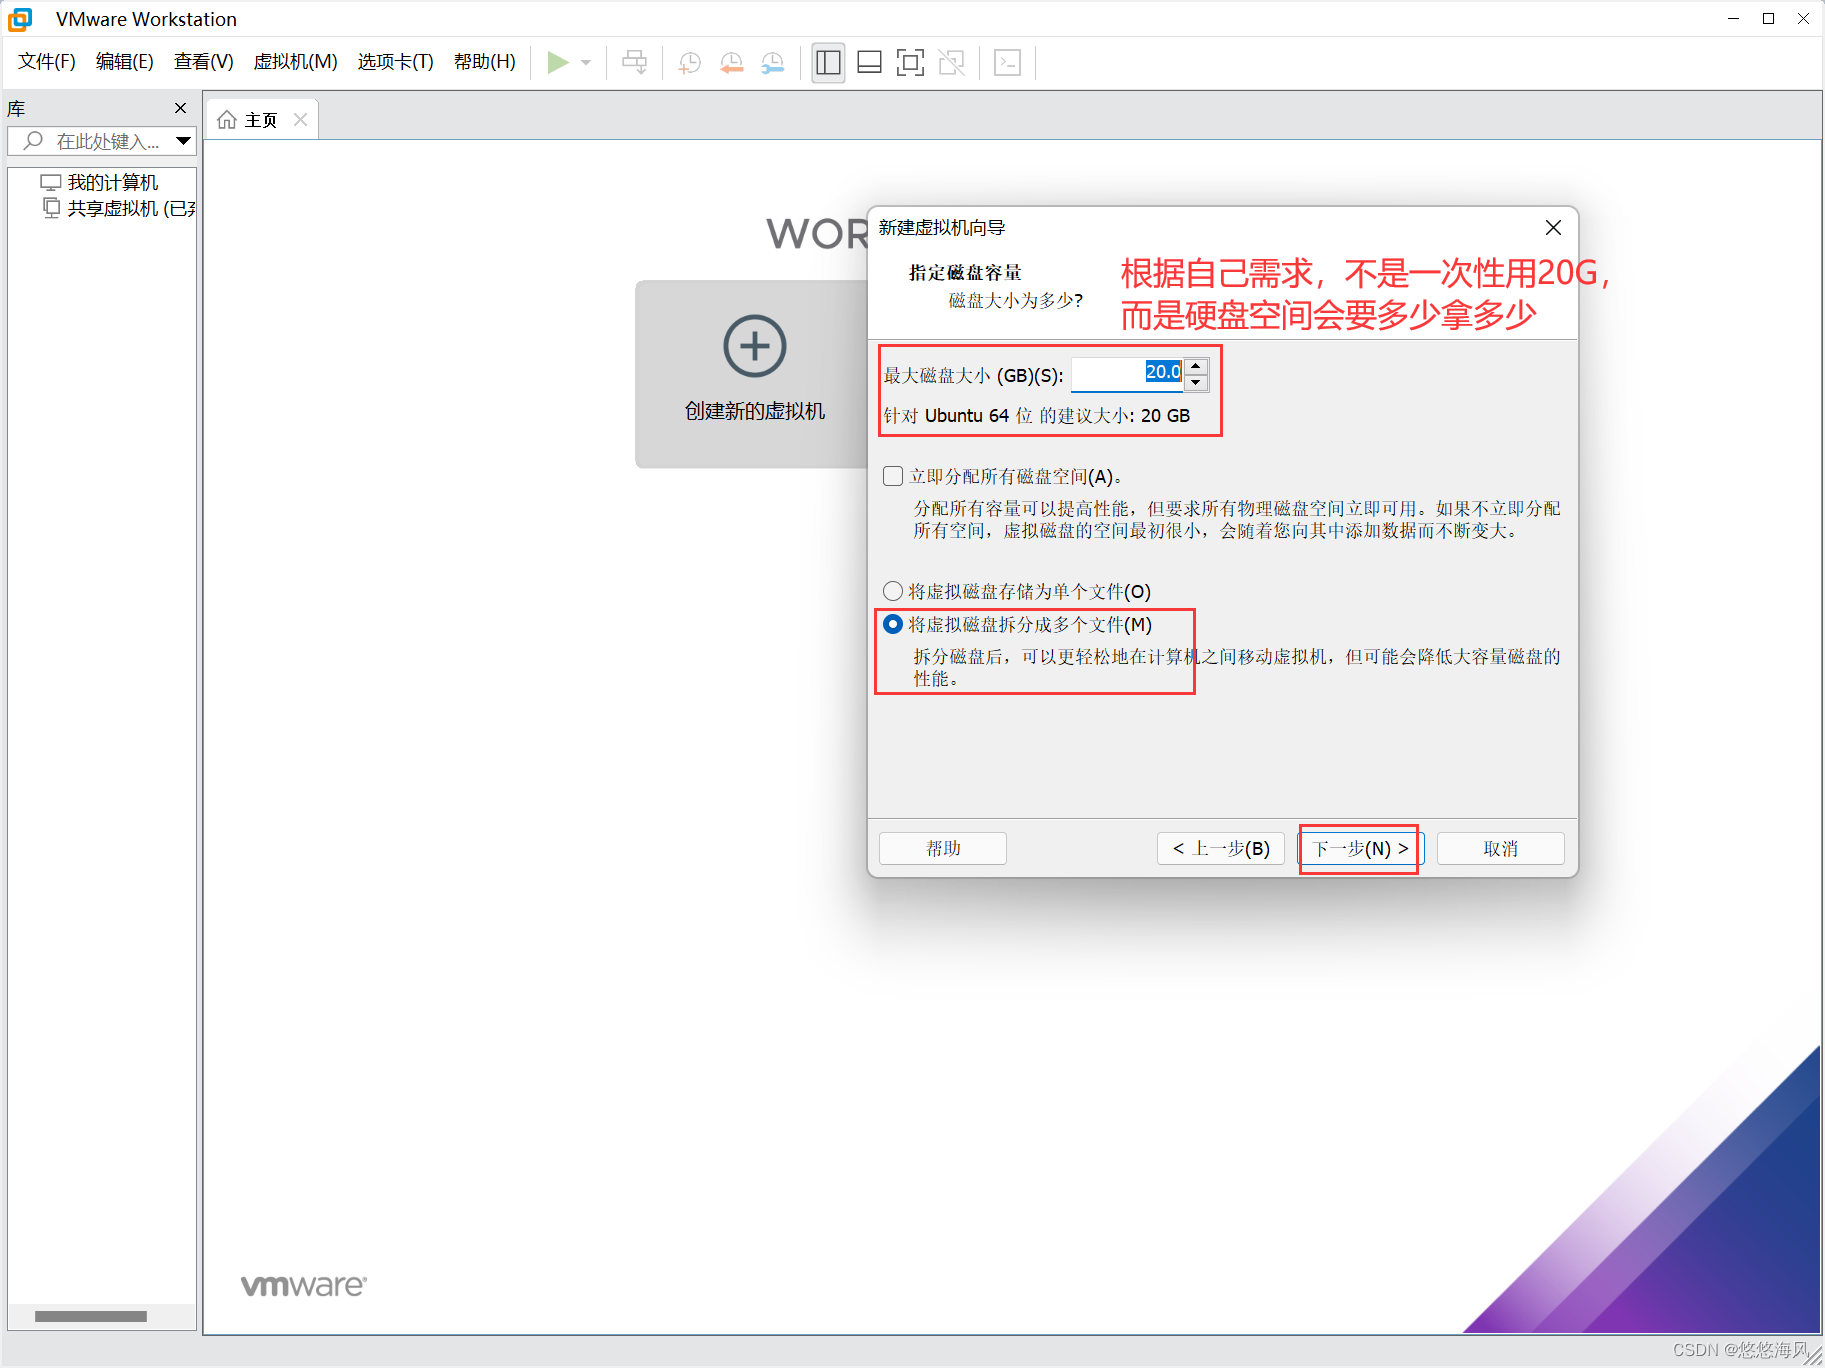 VMware Workstation
文件(F) 编辑(E) 查看(V) 虚拟机(M) 选项卡(T) 帮助(H)
库
在此处键入...
我的计算机
共享虚拟机 (已
主页
WOR
创建新的虚拟机
新建虚拟机向导
指定磁盘容量
磁盘大小为多少?
根据自己需求，不是一次性用20G，
而是硬盘空间会要多少拿多少
最大磁盘大小 (GB)(S): 20.0
针对 Ubuntu 64 位 的建议大小: 20 GB
立即分配所有磁盘空间(A)。
分配所有容量可以提高性能，但要求所有物理磁盘空间立即可用。如果不立即分配
所有空间，虚拟磁盘的空间最初很小，会随着您向其中添加数据而不断变大。
将虚拟磁盘存储为单个文件(O)
将虚拟磁盘拆分成多个文件(M)
拆分磁盘后，可以更轻松地在计算机之间移动虚拟机，但可能会降低大容量磁盘的
性能。
帮助 < 上一步(B) 下一步(N) > 取消
vmware
CSDN @悠悠海风